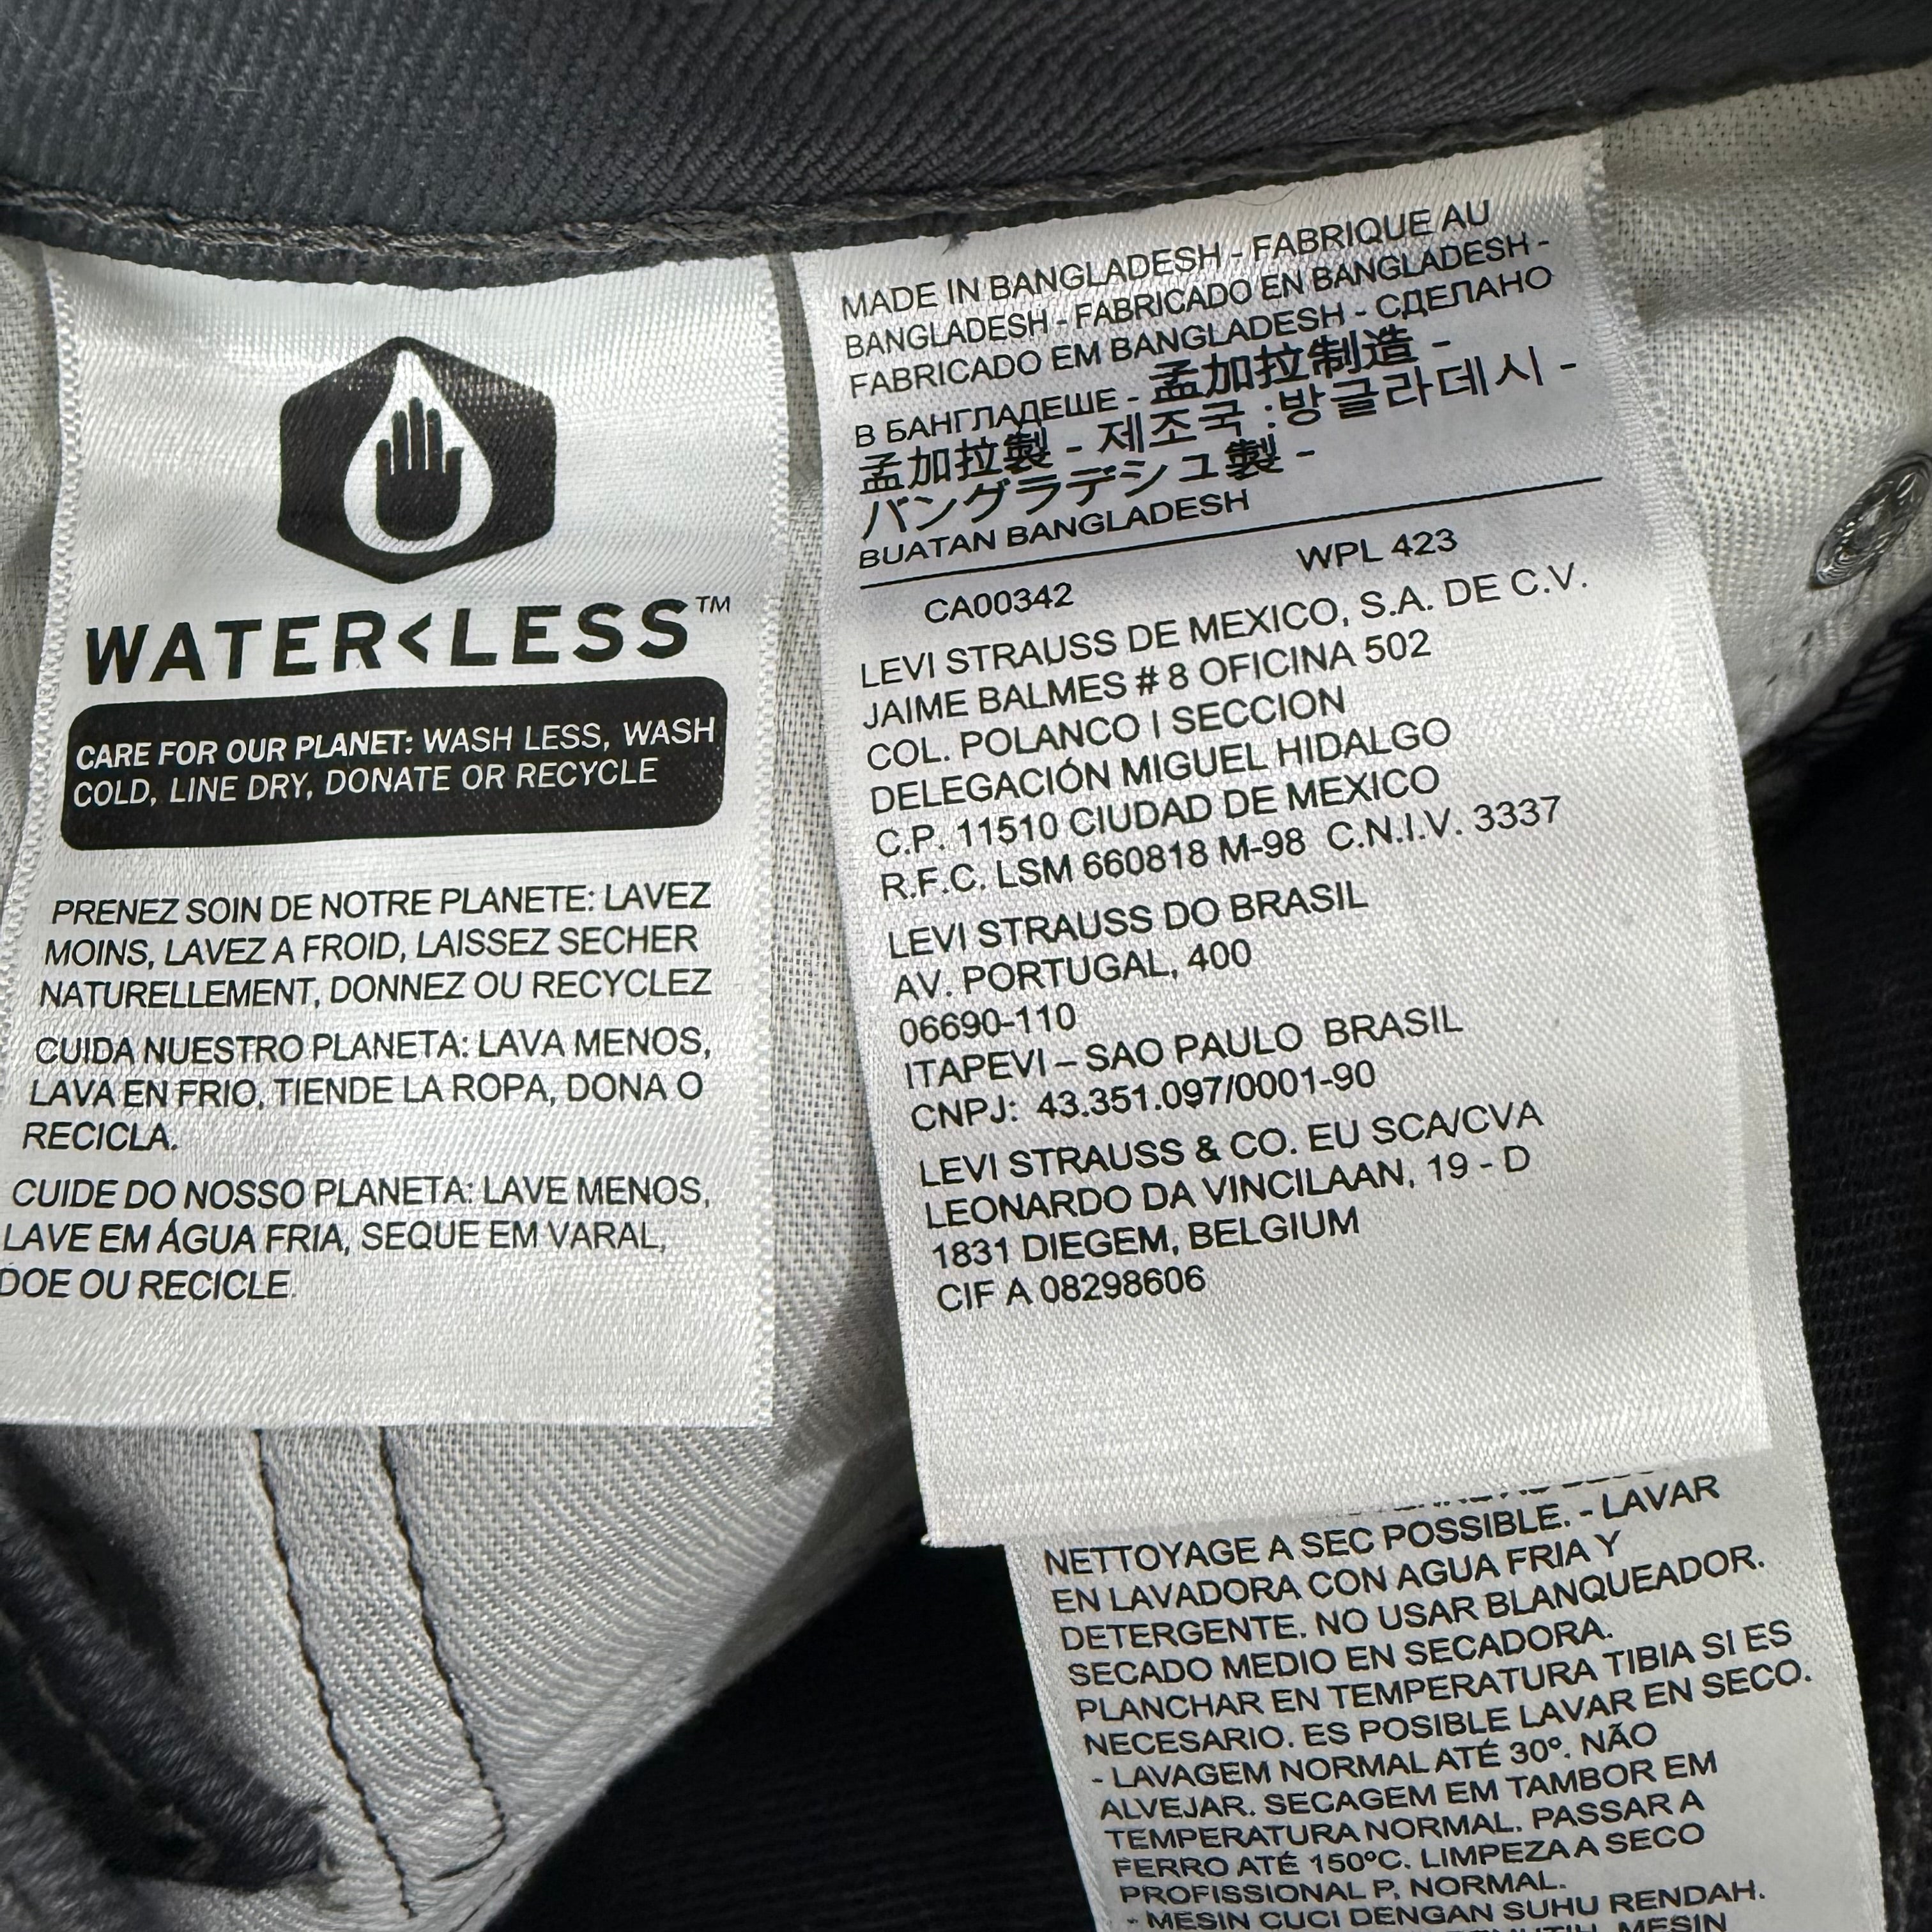 WATER<LESS™
CARE FOR OUR PLANET: WASH LESS, WASH
COLD, LINE DRY, DONATE OR RECYCLE
PRENEZ SOIN DE NOTRE PLANETE: LAVEZ
MOINS, LAVEZ A FROID, LAISSEZ SECHER
NATURELLEMENT, DONNEZ OU RECYCLEZ
CUIDA NUESTRO PLANETA: LAVA MENOS,
LAVA EN FRIO, TIENDE LA ROPA, DONA O
RECICLA.
CUIDE DO NOSSO PLANETA: LAVE MENOS,
LAVE EM ÁGUA FRIA, SEQUE EM VARAL,
DOE OU RECICLE.
MADE IN BANGLADESH - FABRIQUE AU
BANGLADESH - FABRICADO EN BANGLADESH -
FABRICADO EM BANGLADESH - СДЕЛАНО
В БАНГЛАДЕШЕ - 孟加拉制造 -
孟加拉製 - 제조국 :방글라데시 -
バングラデシュ製 -
BUATAN BANGLADESH
CA00342 WPL 423
LEVI STRAUSS DE MEXICO, S.A. DE C.V.
JAIME BALMES # 8 OFICINA 502
COL. POLANCO I SECCION
DELEGACIÓN MIGUEL HIDALGO
C.P. 11510 CIUDAD DE MEXICO
R.F.C. LSM 660818 M-98 C.N.I.V. 3337
LEVI STRAUSS DO BRASIL
AV. PORTUGAL, 400
06690-110
ITAPEVI – SAO PAULO BRASIL
CNPJ: 43.351.097/0001-90
LEVI STRAUSS & CO. EU SCA/CVA
LEONARDO DA VINCILAAN, 19 - D
1831 DIEGEM, BELGIUM
CIF A 08298606
NETTOYAGE A SEC POSSIBLE. - LAVAR
EN LAVADORA CON AGUA FRIA Y
DETERGENTE. NO USAR BLANQUEADOR.
SECADO MEDIO EN SECADORA.
PLANCHAR EN TEMPERATURA TIBIA SI ES
NECESARIO. ES POSIBLE LAVAR EN SECO.
- LAVAGEM NORMAL ATÉ 30º. NÃO
ALVEJAR. SECAGEM EM TAMBOR EM
TEMPERATURA NORMAL. PASSAR A
FERRO ATÉ 150ºC. LIMPEZA A SECO
PROFISSIONAL P, NORMAL.
- MESIN CUCI DENGAN SUHU RENDAH.
MESIN